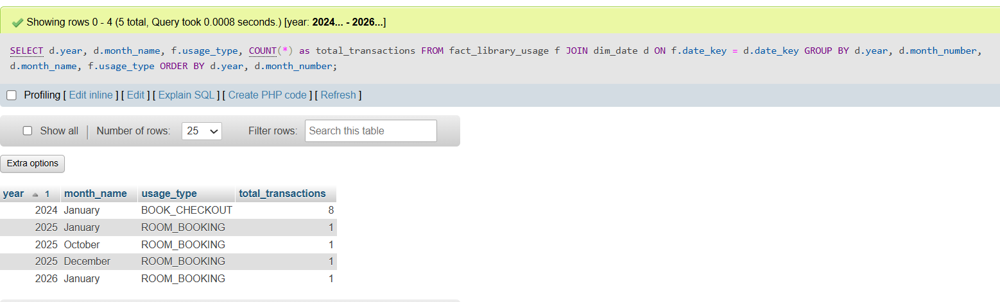 Showing rows 0 - 4 (5 total, Query took 0.0008 seconds.) [year: 2024... - 2026...]
SELECT d.year, d.month_name, f.usage_type, COUNT(*) as total_transactions FROM fact_library_usage f JOIN dim_date d ON f.date_key = d.date_key GROUP BY d.year, d.month_number,
d.month_name, f.usage_type ORDER BY d.year, d.month_number;
Profiling [ Edit inline ] [ Edit ] [ Explain SQL ] [ Create PHP code ] [ Refresh ]
Show all Number of rows: 25 Filter rows: Search this table
Extra options
year 1 month_name usage_type total_transactions
2024 January BOOK_CHECKOUT 8
2025 January ROOM_BOOKING 1
2025 October ROOM_BOOKING 1
2025 December ROOM_BOOKING 1
2026 January ROOM_BOOKING 1